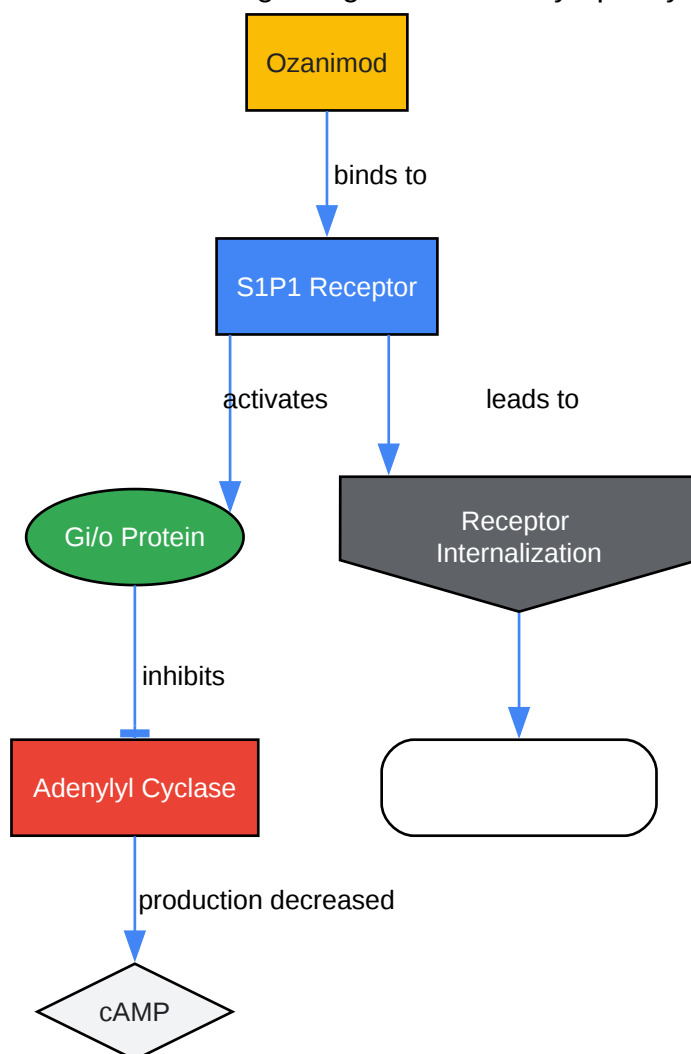 Ozanimod
binds to
S1P1 Receptor
activates
leads to
Gi/o Protein
Receptor
Internalization
inhibits
Adenylyl Cyclase
production decreased
cAMP